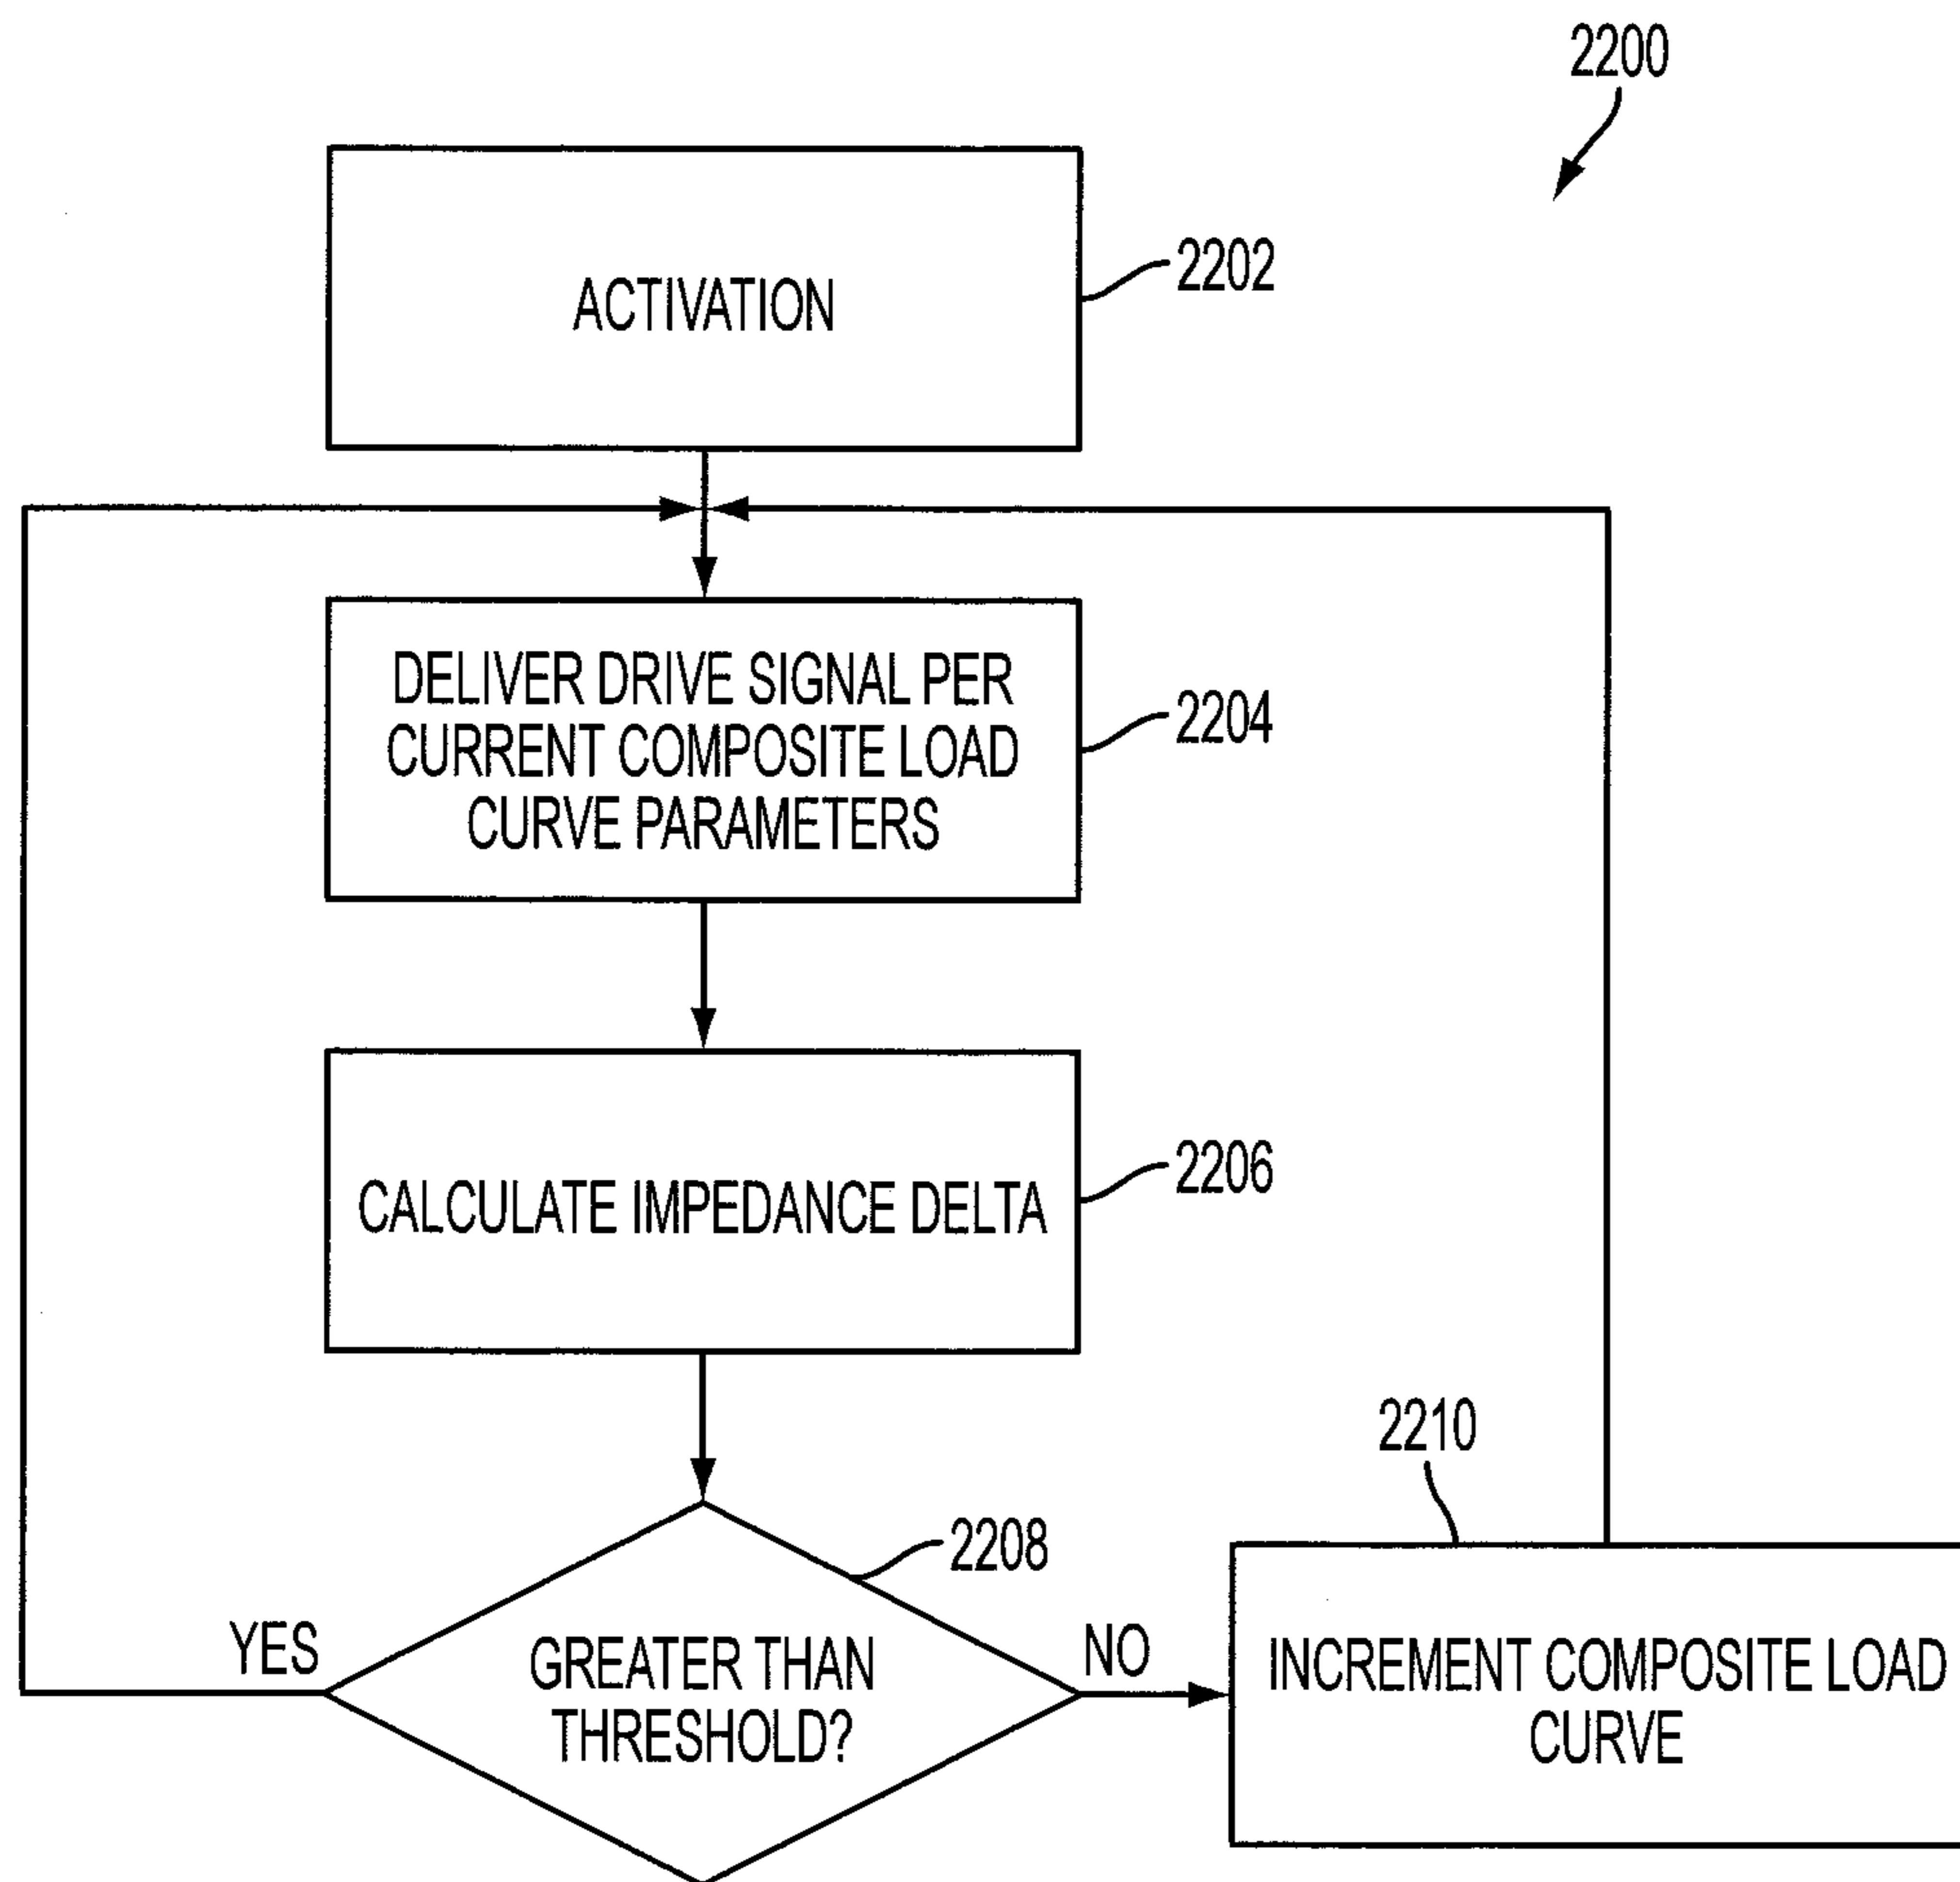 2200
ACTIVATION
2202
DELIVER DRIVE SIGNAL PER
CURRENT COMPOSITE LOAD
CURVE PARAMETERS
2204
CALCULATE IMPEDANCE DELTA
2206
2208
GREATER THAN
THRESHOLD?
YES
NO
2210
INCREMENT COMPOSITE LOAD
CURVE